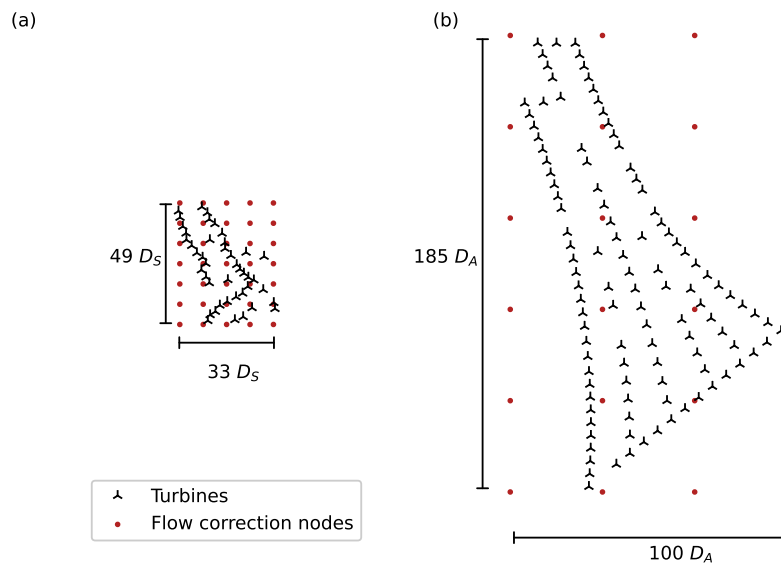 (a)
(b)
49 D_S
185 D_A
33 D_S
Turbines
Flow correction nodes
100 D_A